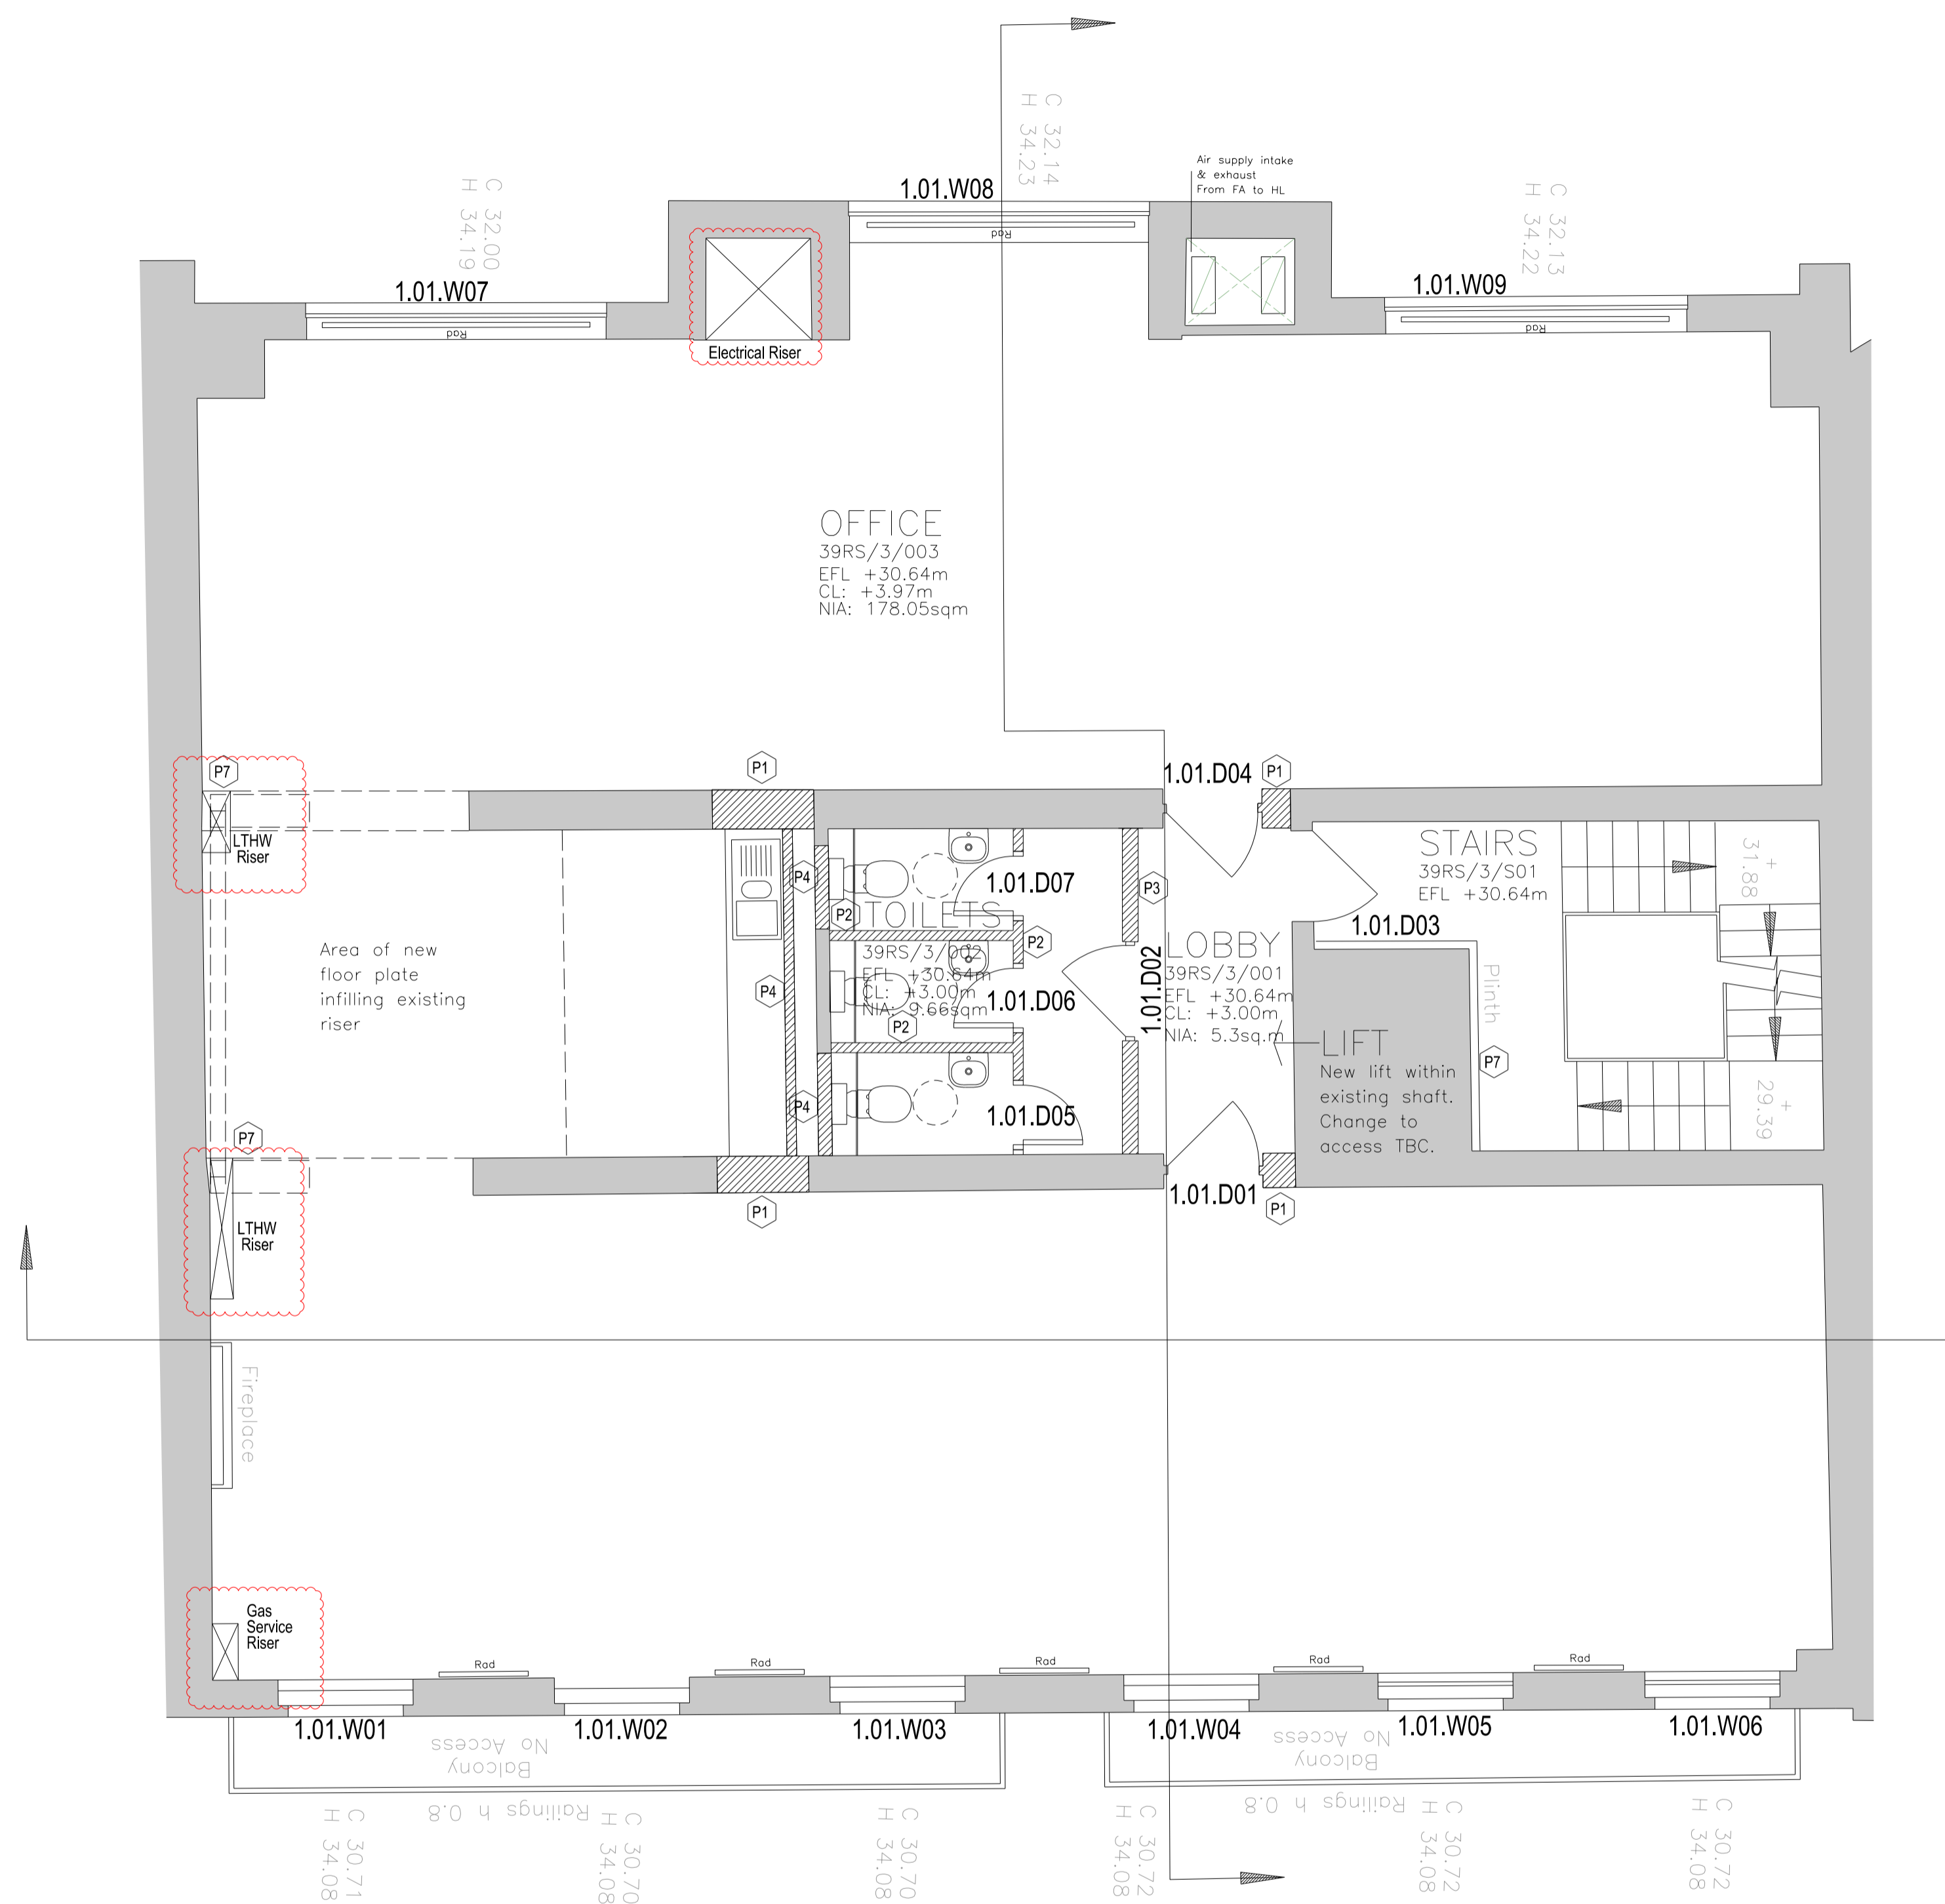 C 32.14
H 34.23
Air supply intake
& exhaust
From FA to HL
C 32.00
H 34.19
1.01.W08
C 32.13
H 34.22
Rad
1.01.W07
1.01.W09
Rad
Rad
Electrical Riser
OFFICE
39RS/3/003
EFL +30.64m
CL: +3.97m
NIA: 178.05sqm
P7
P1
1.01.D04
P1
LTHW
Riser
STAIRS
39RS/3/S01
EFL +30.64m
31.88
+
P4
1.01.D07
P3
P2
TOILETS
39RS/3/002
EFL +30.64m
CL: +3.00m
NIA: 9.66sqm
P2
1.01.D03
1.01.D02
LOBBY
39RS/3/001
EFL +30.64m
CL: +3.00m
NIA: 5.3sq.m
Area of new
floor plate
infilling existing
riser
P4
1.01.D06
P2
Plinth
LIFT
New lift within
existing shaft.
Change to
access TBC.
P7
P4
1.01.D05
29.39
+
P7
P1
1.01.D01
P1
LTHW
Riser
Fireplace
Gas
Service
Riser
Rad
Rad
Rad
Rad
Rad
1.01.W01
1.01.W02
1.01.W03
1.01.W04
1.01.W05
1.01.W06
Balcony
No Access
Balcony
No Access
Railings h 0.8
Railings h 0.8
C 30.71
H 34.08
C 30.70
H 34.08
C 30.70
H 34.08
C 30.72
H 34.08
C 30.72
H 34.08
C 30.72
H 34.08